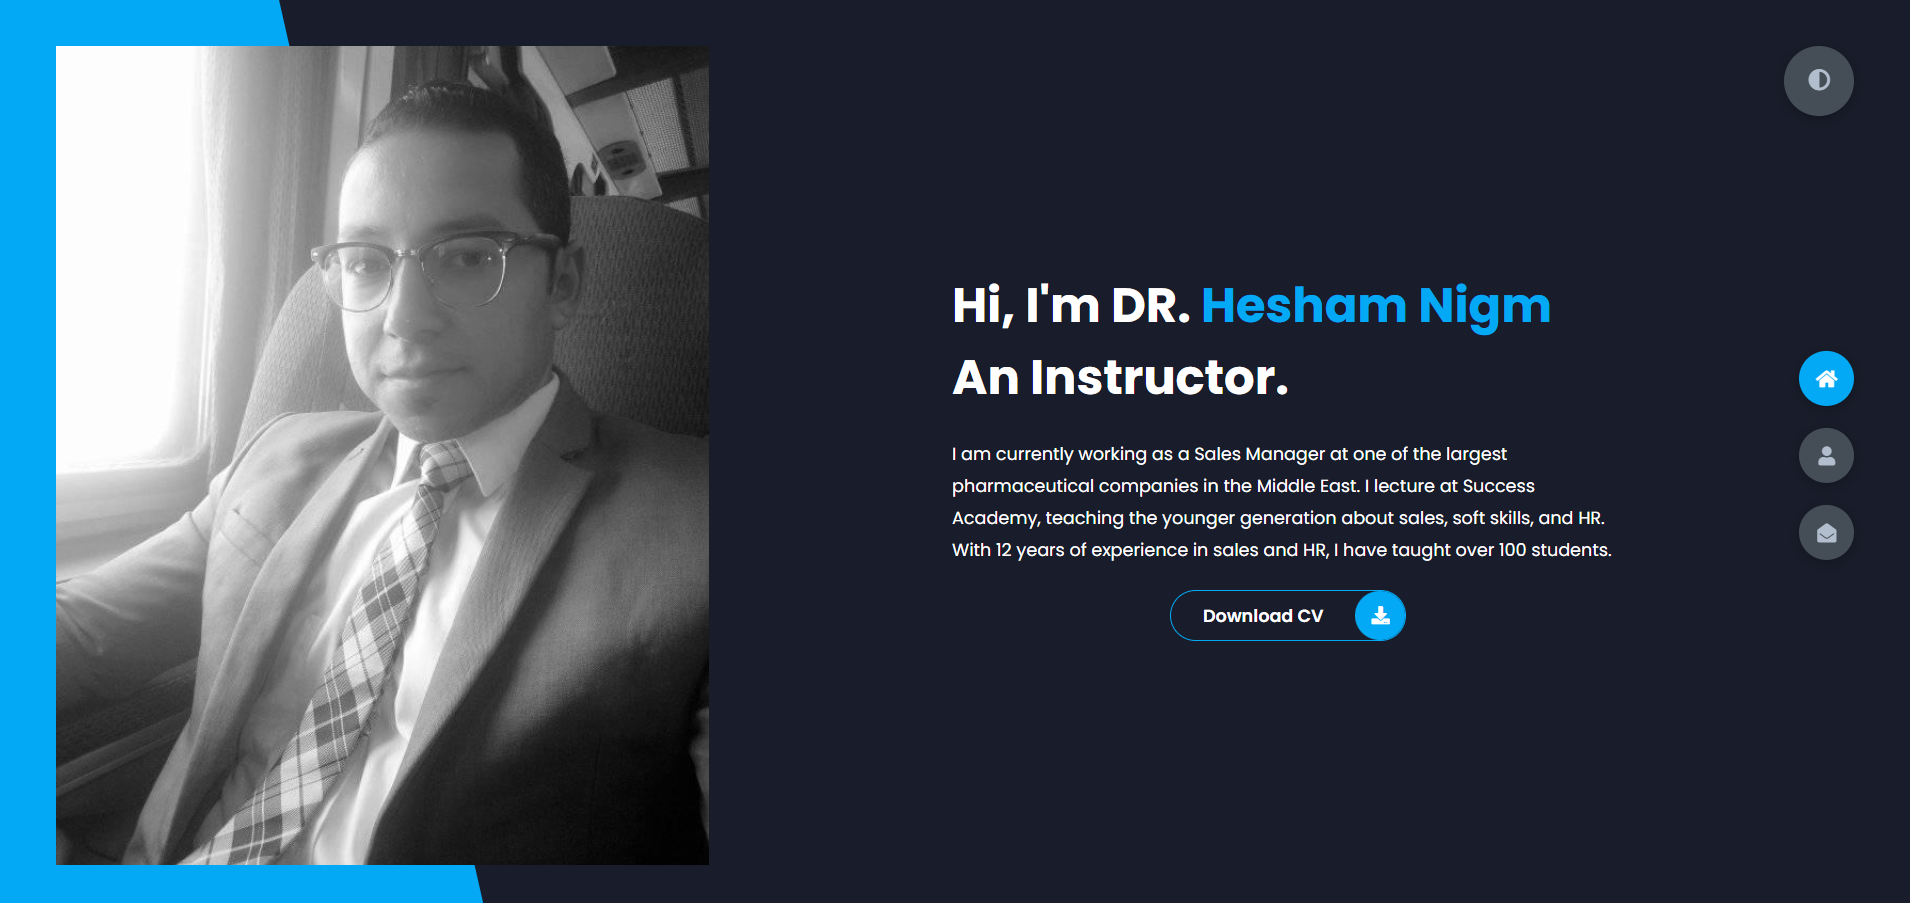 Hi, I'm DR. Hesham Nigm
An Instructor.
I am currently working as a Sales Manager at one of the largest
pharmaceutical companies in the Middle East. I lecture at Success
Academy, teaching the younger generation about sales, soft skills, and HR.
With 12 years of experience in sales and HR, I have taught over 100 students.
Download CV